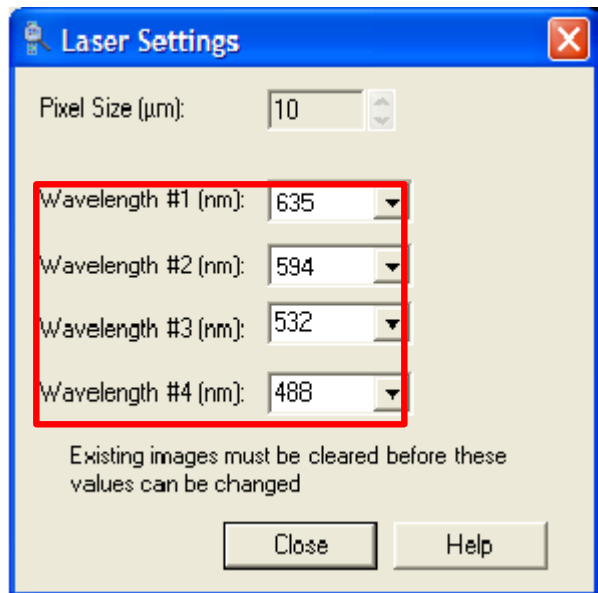 Laser Settings
Pixel Size (µm): 10
Wavelength #1 (nm): 635
Wavelength #2 (nm): 594
Wavelength #3 (nm): 532
Wavelength #4 (nm): 488
Existing images must be cleared before these
values can be changed
Close Help